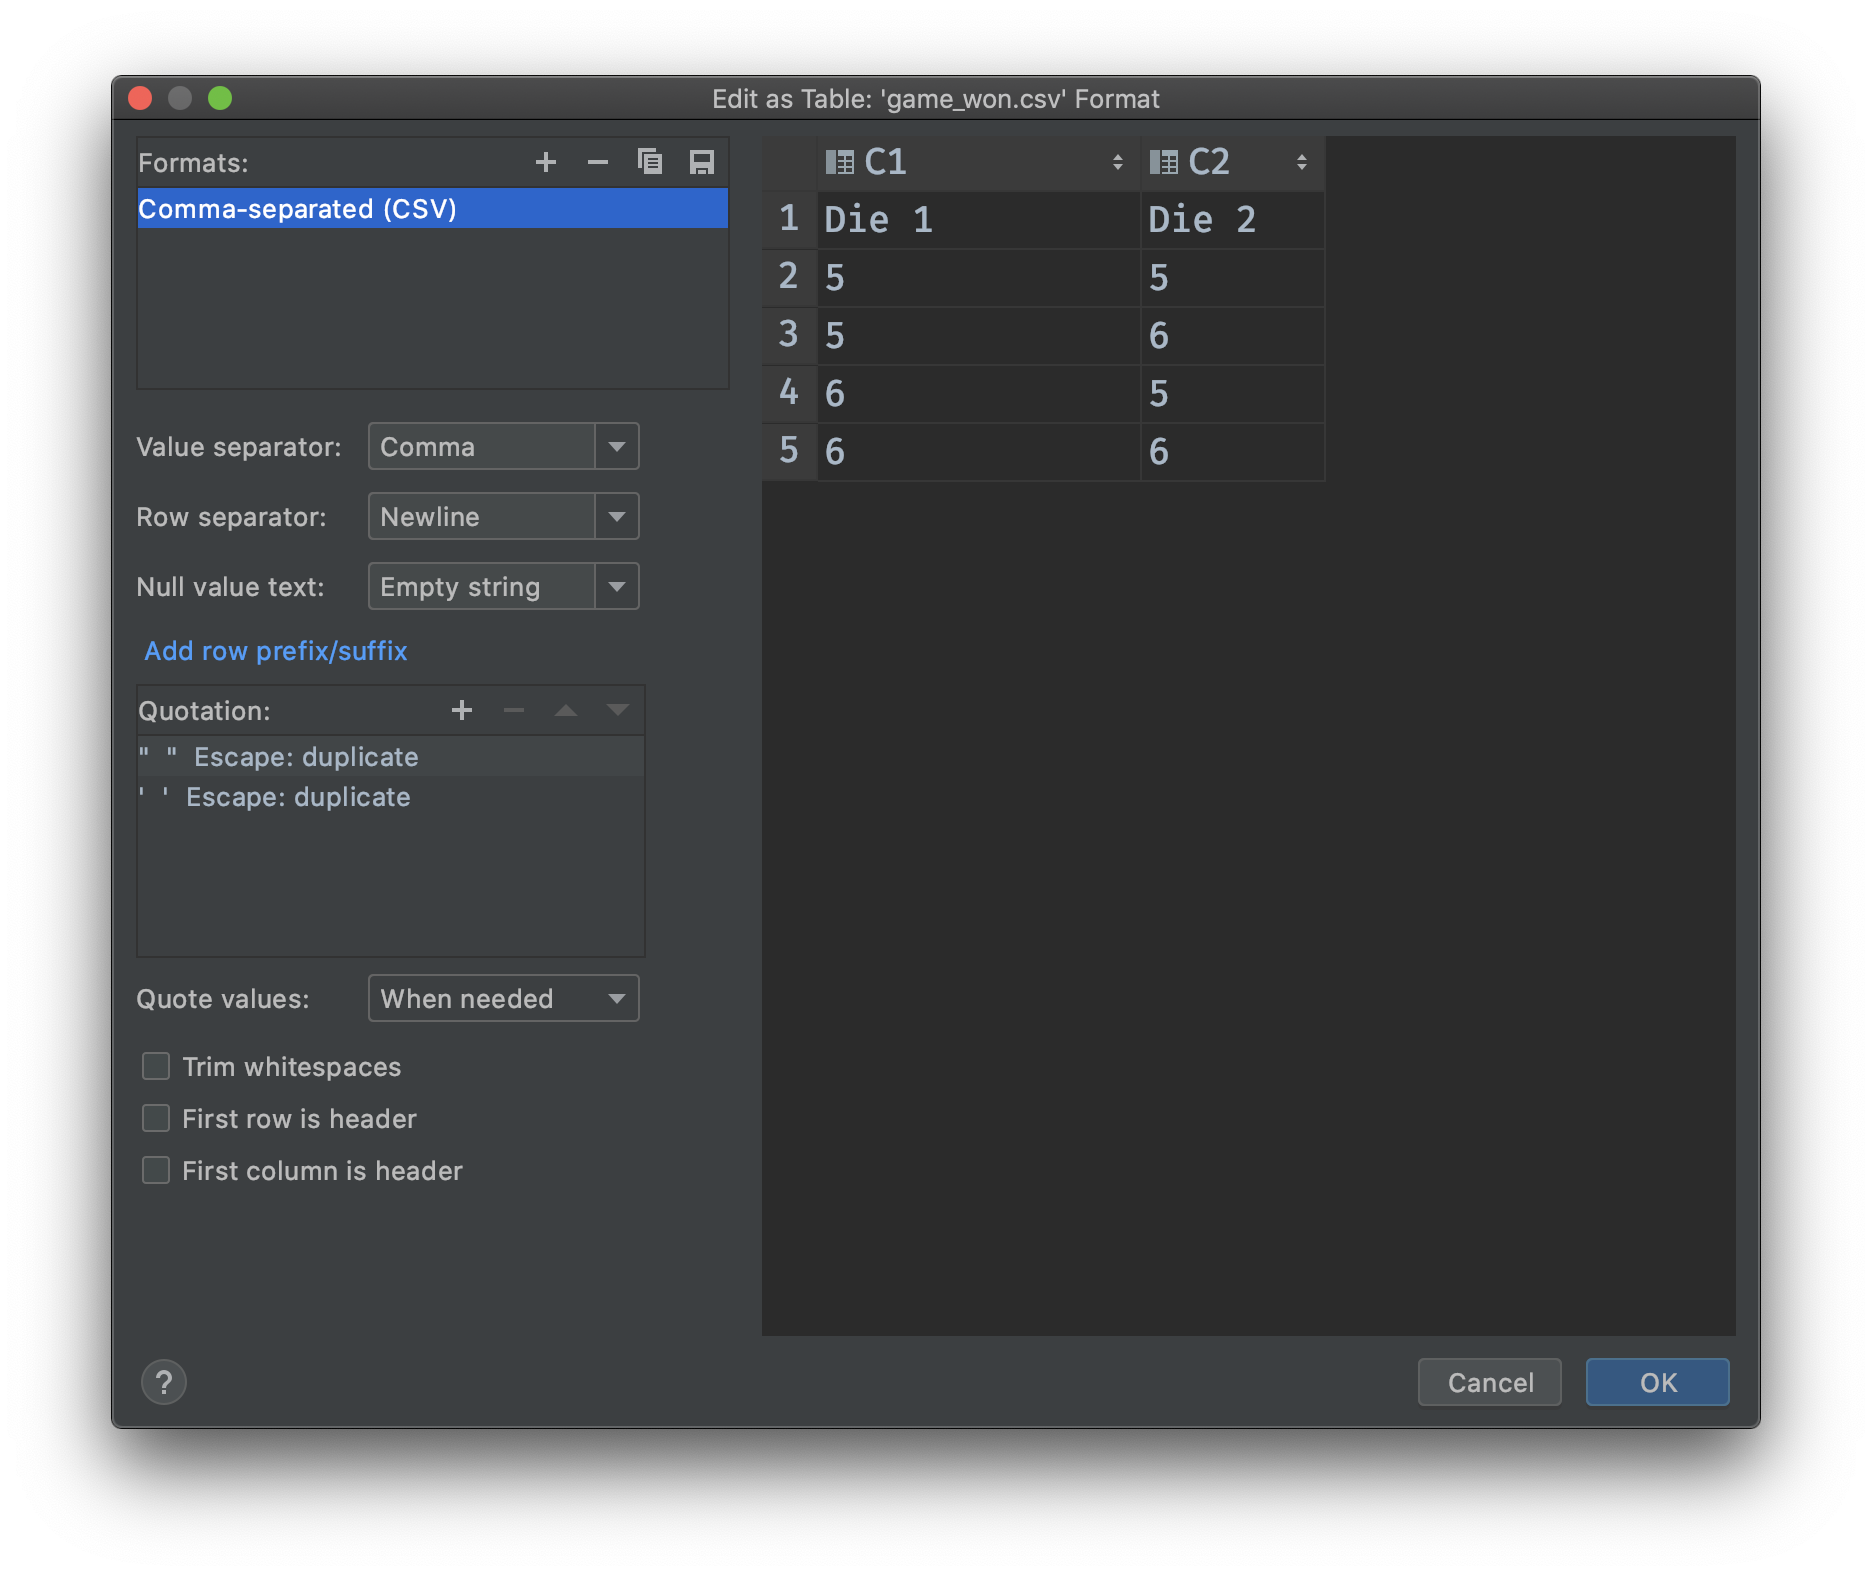 Edit as Table: 'game_won.csv' Format
Formats:
Comma-separated (CSV)
Value separator: Comma
Row separator: Newline
Null value text: Empty string
Add row prefix/suffix
Quotation:
" " Escape: duplicate
' ' Escape: duplicate
Quote values: When needed
Trim whitespaces
First row is header
First column is header
C1 C2
1 Die 1 Die 2
2 5 5
3 5 6
4 6 5
5 6 6
?
Cancel OK